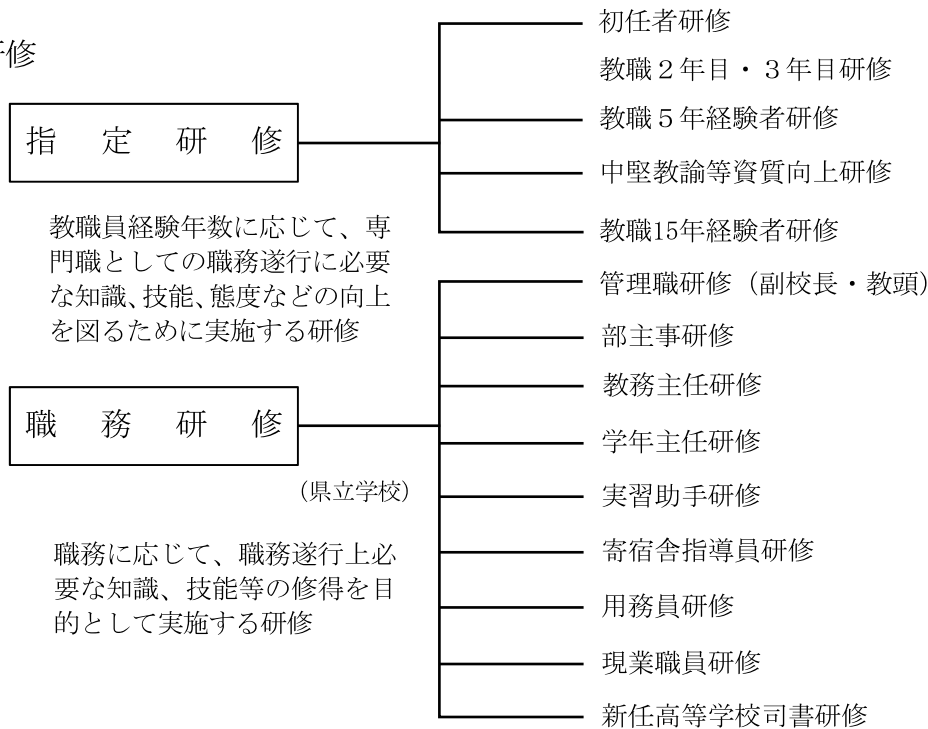 修
指定研修
教職員経験年数に応じて、専
門職としての職務遂行に必要
な知識、技能、態度などの向上
を図るために実施する研修
初任者研修
教職２年目・３年目研修
教職５年経験者研修
中堅教諭等資質向上研修
教職15年経験者研修
職務研修
（県立学校）
職務に応じて、職務遂行上必
要な知識、技能等の修得を目
的として実施する研修
管理職研修（副校長・教頭）
部主事研修
教務主任研修
学年主任研修
実習助手研修
寄宿舎指導員研修
用務員研修
現業職員研修
新任高等学校司書研修